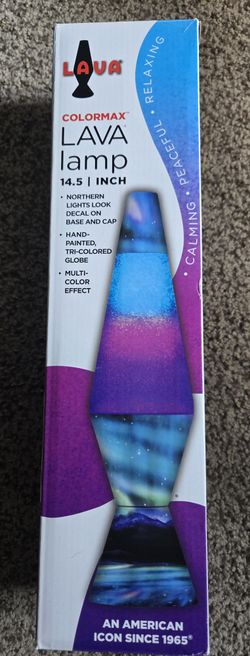 LAVA®
COLORMAX™
LAVA
lamp
14.5 | INCH
• NORTHERN
LIGHTS LOOK
DECAL ON
BASE AND CAP
• HAND-
PAINTED,
TRI-COLORED
GLOBE
• MULTI-
COLOR
EFFECT
CALMING • PEACEFUL • RELAXING
AN AMERICAN
ICON SINCE 1965®